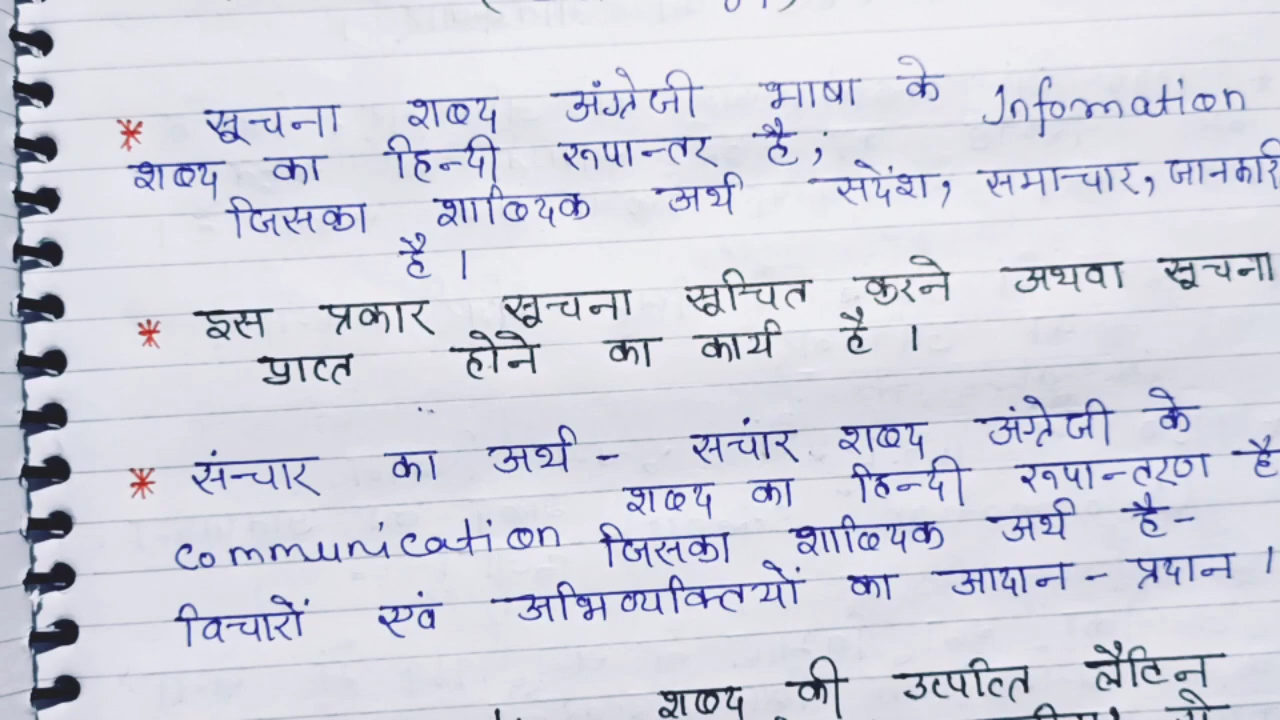 * सूचना शब्द अंग्रेजी भाषा के Information
शब्द का हिन्दी रूपान्तर है;
जिसका शाब्दिक अर्थ संदेश, समाचार, जानकारी
है ।
* इस प्रकार सूचना सूचित करने अथवा सूचना
प्राप्त होने का कार्य है ।
* संचार का अर्थ - संचार शब्द अंग्रेजी के
communication शब्द का हिन्दी रूपान्तरण है
जिसका शाब्दिक अर्थ है-
विचारों एवं अभिव्यक्तियों का आदान - प्रदान ।
शब्द की उत्पत्ति लैटिन